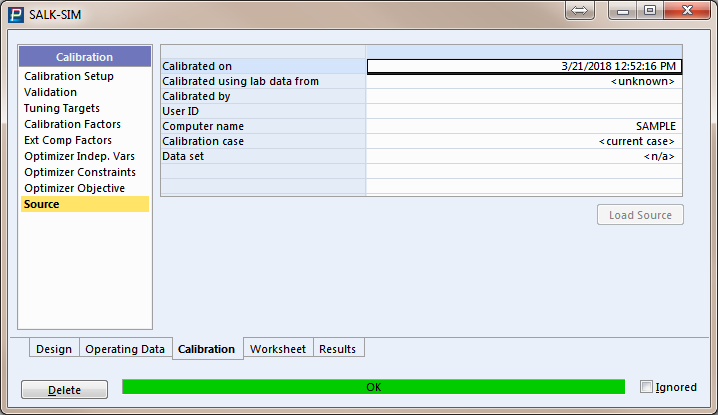 SALK-SIM
Calibration
Calibration Setup
Validation
Tuning Targets
Calibration Factors
Ext Comp Factors
Optimizer Indep. Vars
Optimizer Constraints
Optimizer Objective
Source
Calibrated on 3/21/2018 12:52:16 PM
Calibrated using lab data from <unknown>
Calibrated by
User ID
Computer name SAMPLE
Calibration case <current case>
Data set <n/a>
Load Source
Design Operating Data Calibration Worksheet Results
Delete OK Ignored